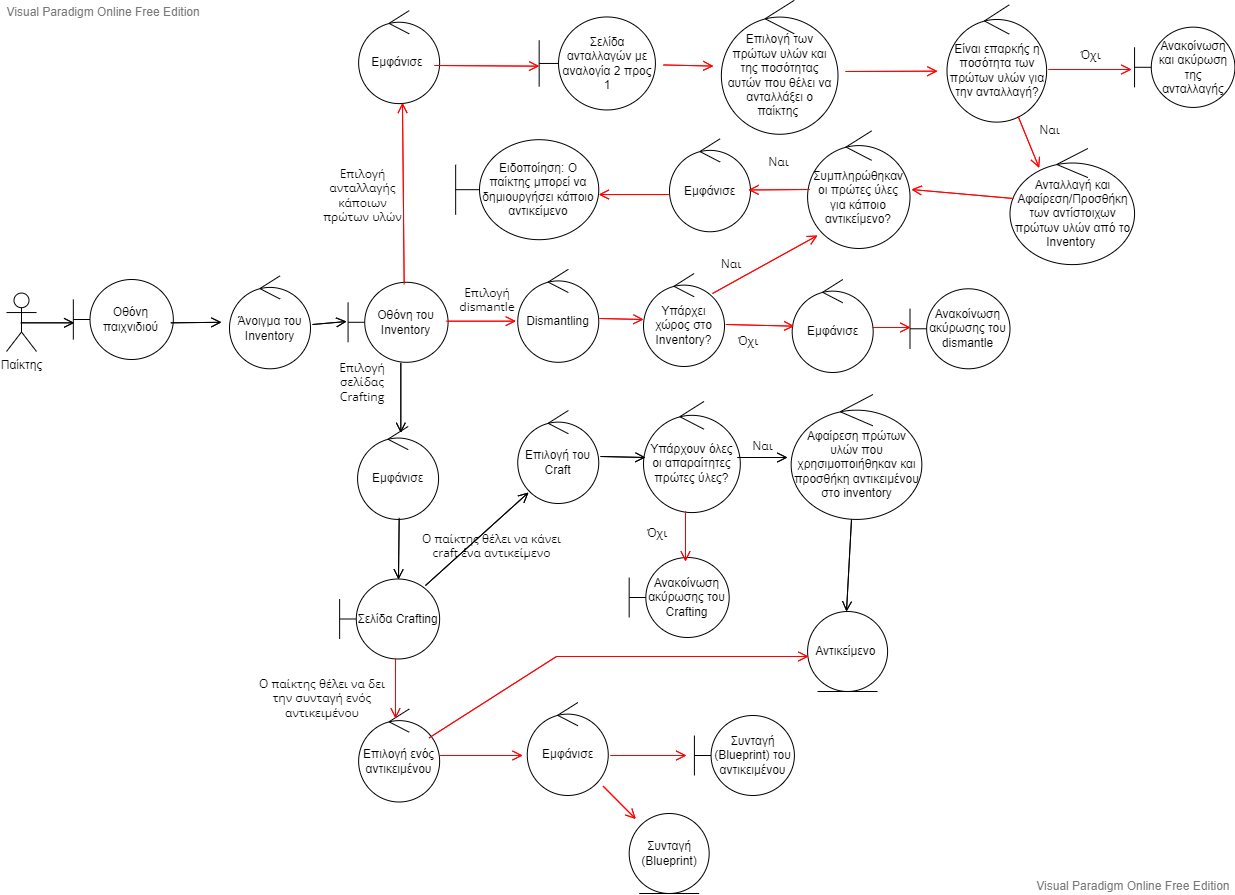 Visual Paradigm Online Free Edition
Εμφάνισε
Σελίδα
ανταλλαγών με
αναλογία 2 προς
1
Επιλογή των
πρώτων υλών και
της ποσότητας
αυτών που θέλει να
ανταλλάξει ο
παίκτης
Είναι επαρκής η
ποσότητα των
πρώτων υλών για
την ανταλλαγή?
Όχι
Ανακοίνωση
και ακύρωση
της
ανταλλαγής
Ναι
Επιλογή
ανταλλαγής
κάποιων
πρώτων υλών
Ειδοποίηση: Ο
παίκτης μπορεί να
δημιουργήσει κάποιο
αντικείμενο
Εμφάνισε
Ναι
Συμπληρώθηκαν
οι πρώτες ύλες
για κάποιο
αντικείμενο?
Ανταλλαγή και
Αφαίρεση/Προσθήκη
των αντίστοιχων
πρώτων υλών από το
Inventory
Ναι
Παίκτης
Οθόνη
παιχνιδιού
Άνοιγμα του
Inventory
Οθόνη του
Inventory
Επιλογή
dismantle
Dismantling
Υπάρχει
χώρος στο
Inventory?
Όχι
Εμφάνισε
Ανακοίνωση
ακύρωσης του
dismantle
Επιλογή
σελίδας
Crafting
Εμφάνισε
Επιλογή του
Craft
Υπάρχουν όλες
οι απαραίτητες
πρώτες ύλες?
Ναι
Αφαίρεση πρώτων
υλών που
χρησιμοποιήθηκαν και
προσθήκη αντικειμένου
στο inventory
Ο παίκτης θέλει να κάνει
craft ένα αντικείμενο
Όχι
Ανακοίνωση
ακύρωσης του
Crafting
Σελίδα Crafting
Αντικείμενο
Ο παίκτης θέλει να δει
την συνταγή ενός
αντικειμένου
Επιλογή ενός
αντικειμένου
Εμφάνισε
Συνταγή
(Blueprint) του
αντικειμένου
Συνταγή
(Blueprint)
Visual Paradigm Online Free Edition